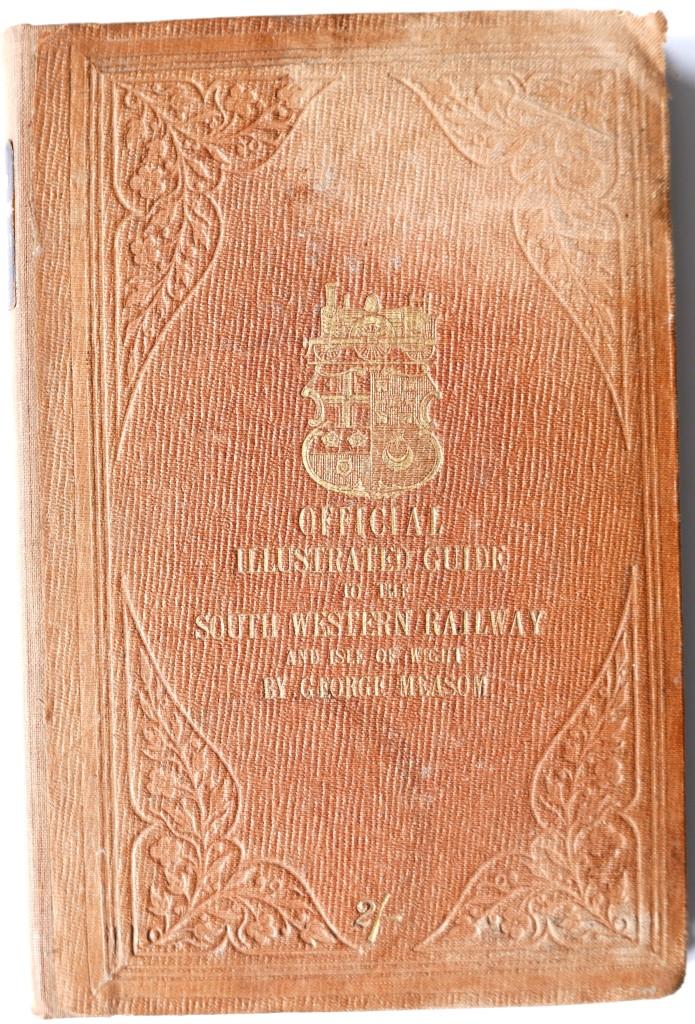 OFFICIAL
ILLUSTRATED GUIDE
TO THE
SOUTH WESTERN RAILWAY
AND ISLE OF WIGHT
BY GEORGE MEASOM
2/-